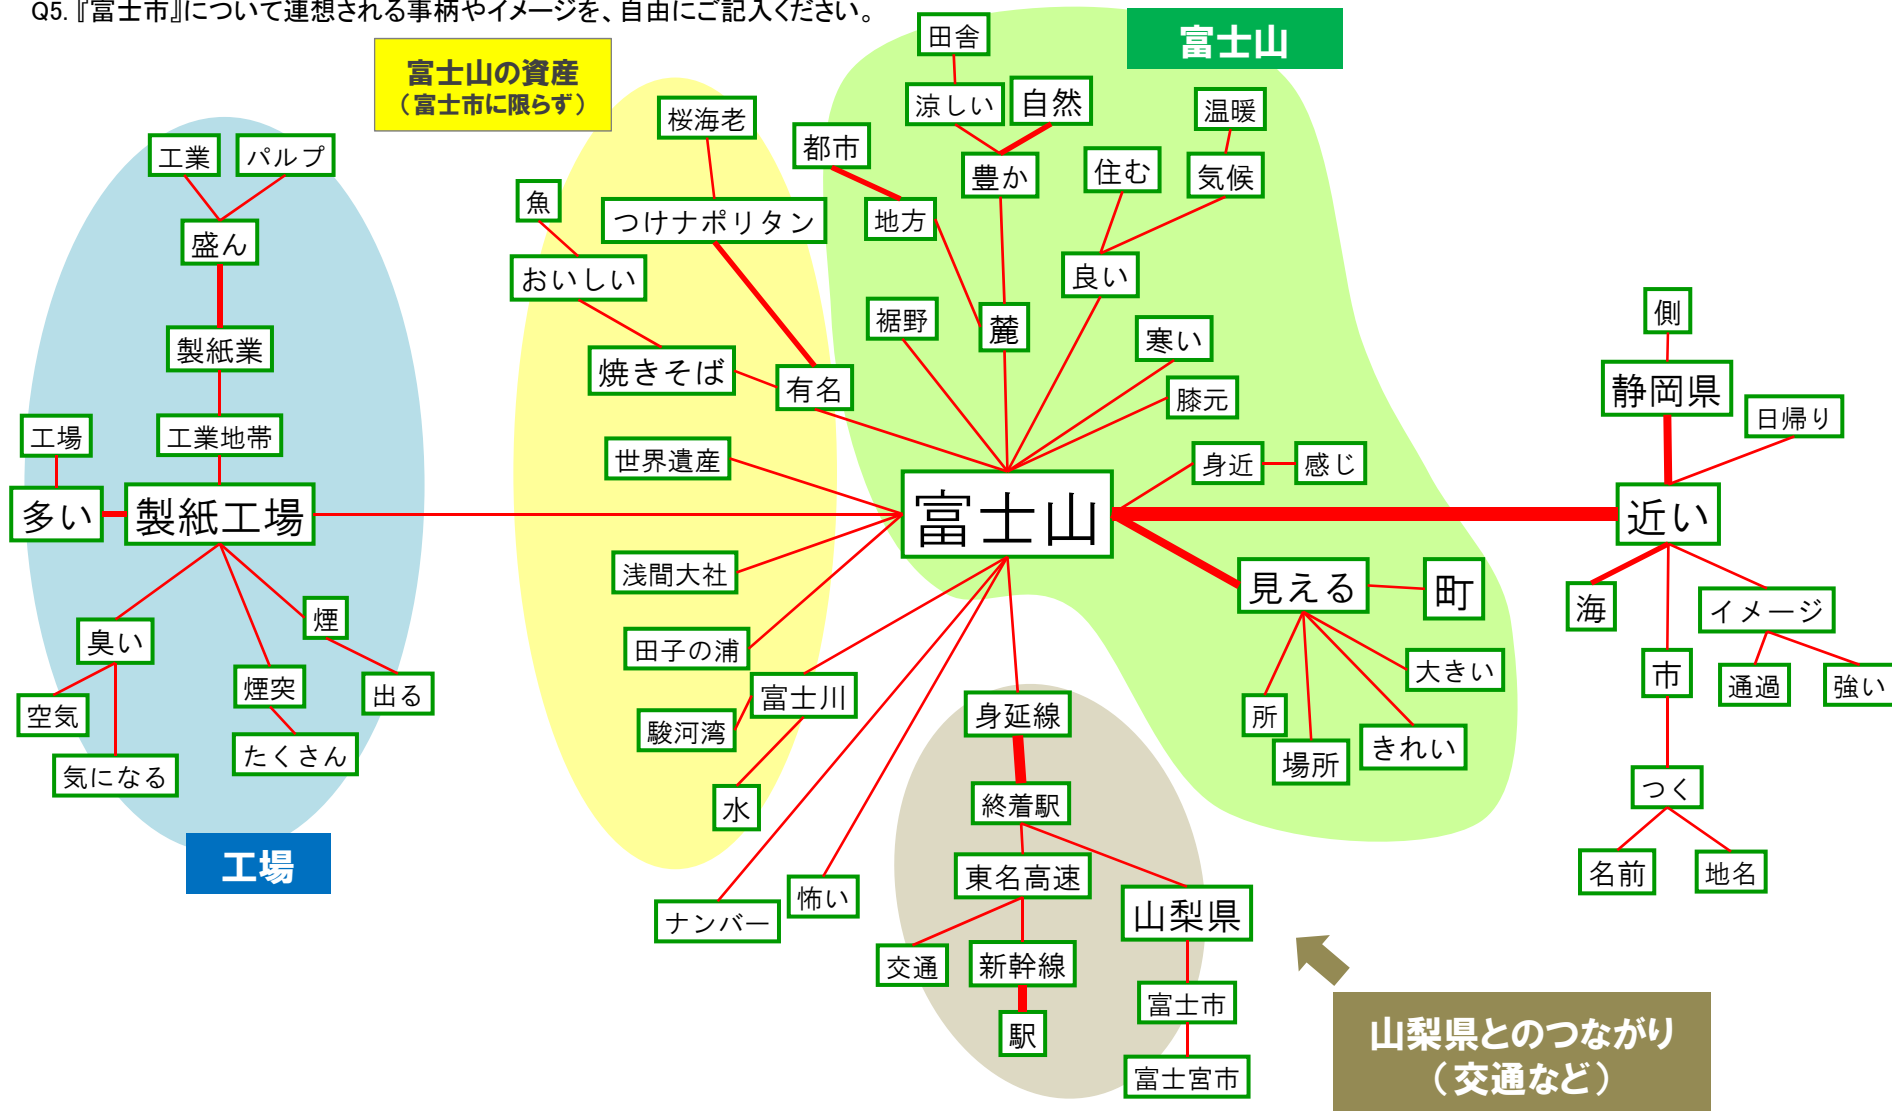 Q5.『富士市』について連想される事柄やイメージを、自由にご記入ください。
富士山の資産
（富士市に限らず）
富士山
田舎
涼しい
自然
温暖
桜海老
都市
豊か
住む
気候
工業
パルプ
魚
つけナポリタン
地方
盛ん
おいしい
良い
裾野
麓
寒い
側
製紙業
焼きそば
有名
膝元
静岡県
日帰り
工場
工業地帯
世界遺産
身近
感じ
多い
製紙工場
富士山
近い
浅間大社
見える
町
海
イメージ
臭い
煙
田子の浦
大きい
市
通過
強い
空気
煙突
出る
富士川
身延線
所
駿河湾
場所
きれい
気になる
たくさん
水
終着駅
つく
工場
東名高速
名前
地名
怖い
ナンバー
山梨県
交通
新幹線
富士市
駅
富士宮市
山梨県とのつながり
（交通など）